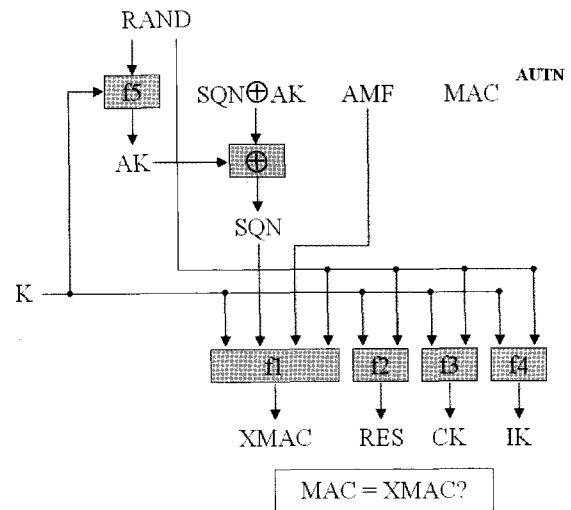 RAND
AUTN
f5
SQN⊕AK AMF MAC
AK
⊕
SQN
K
f1 f2 f3 f4
XMAC RES CK IK
MAC = XMAC?